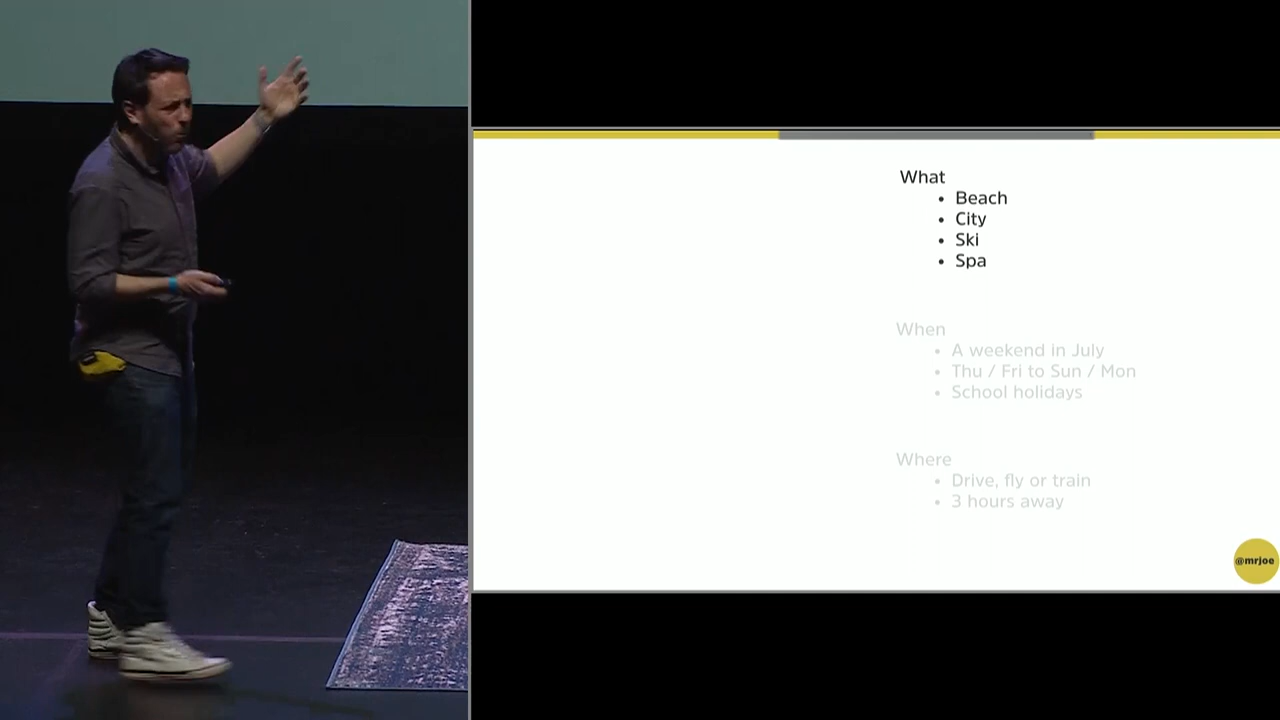 What
• Beach
• City
• Ski
• Spa
When
• A weekend in July
• Thu / Fri to Sun / Mon
• School holidays
Where
• Drive, fly or train
• 3 hours away
@mrjoe